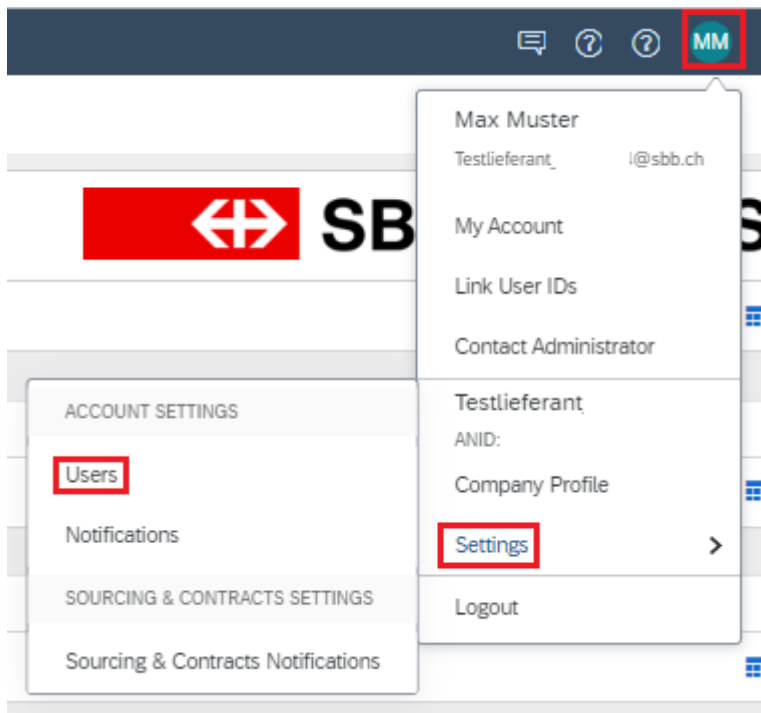 MM
Max Muster
Testlieferant_ @sbb.ch
SB S
My Account
Link User IDs
Contact Administrator
Testlieferant
ANID:
Company Profile
Settings
Logout
ACCOUNT SETTINGS
Users
Notifications
SOURCING & CONTRACTS SETTINGS
Sourcing & Contracts Notifications